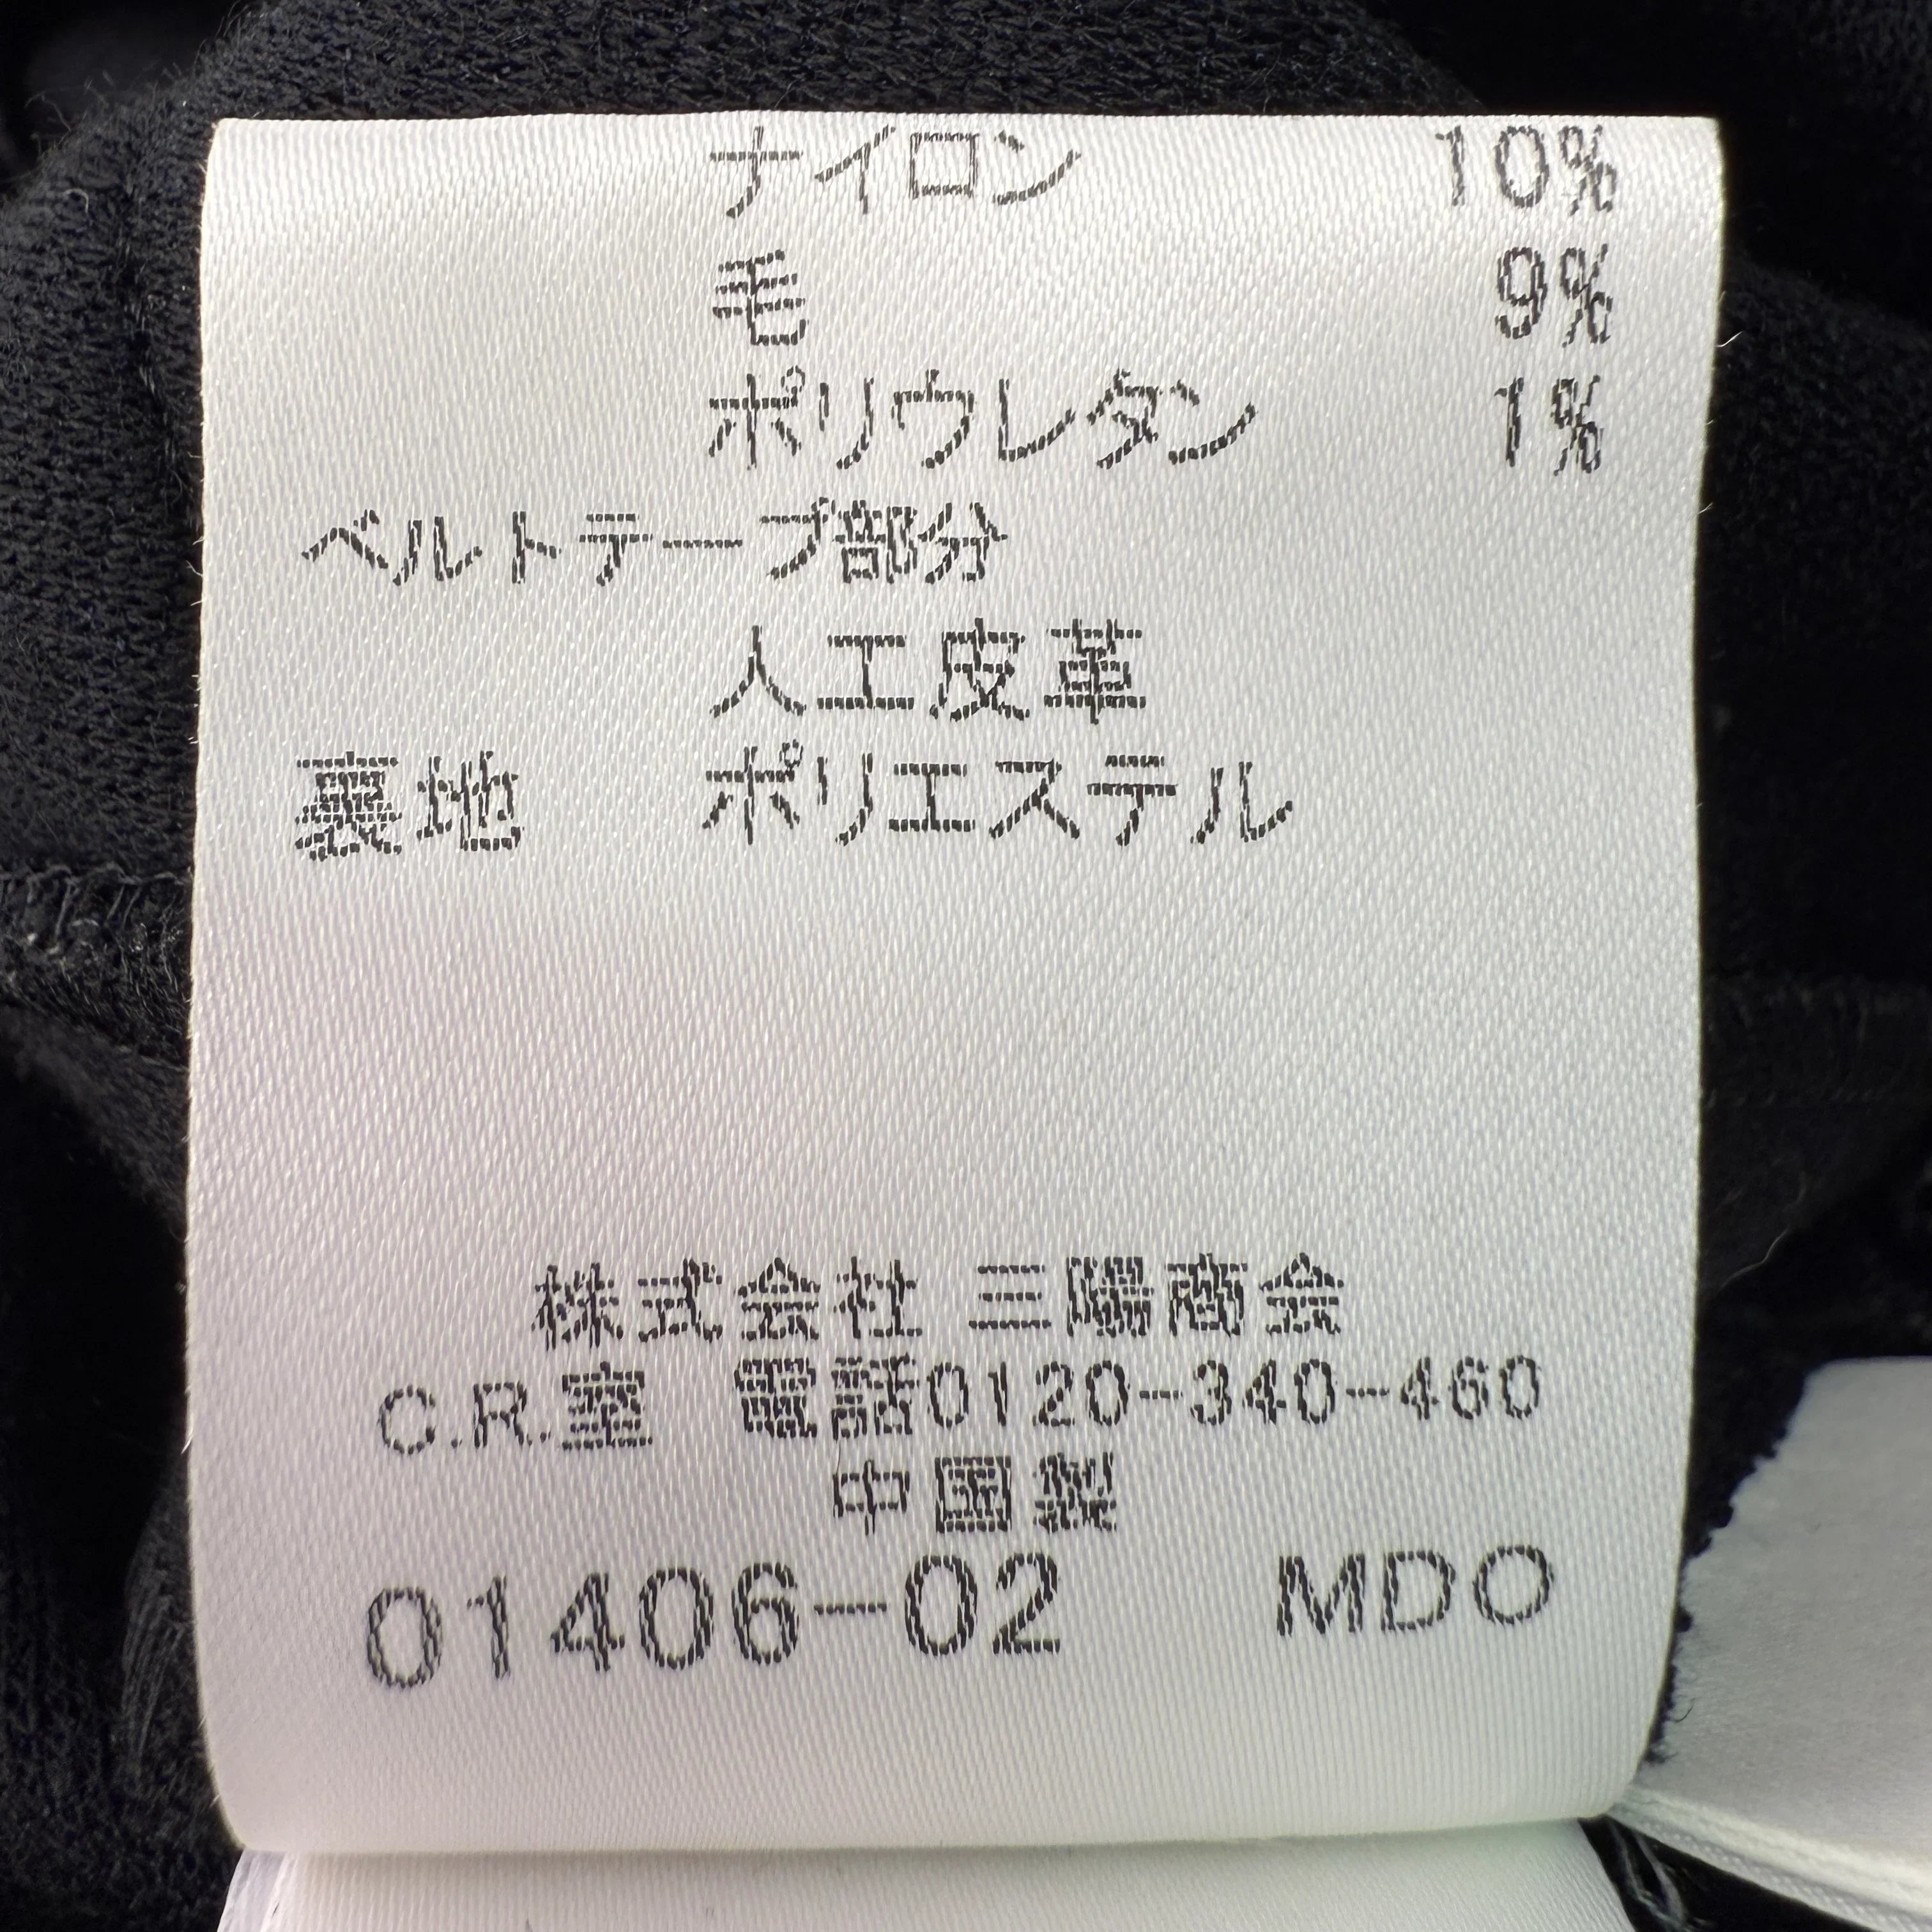 ナイロン 10%
毛 9%
ポリウレタン 1%
ベルトテープ部分
人工皮革
裏地 ポリエステル
株式会社 三陽商会
C.R.室 電話0120-340-460
中国製
01406-02 MDO